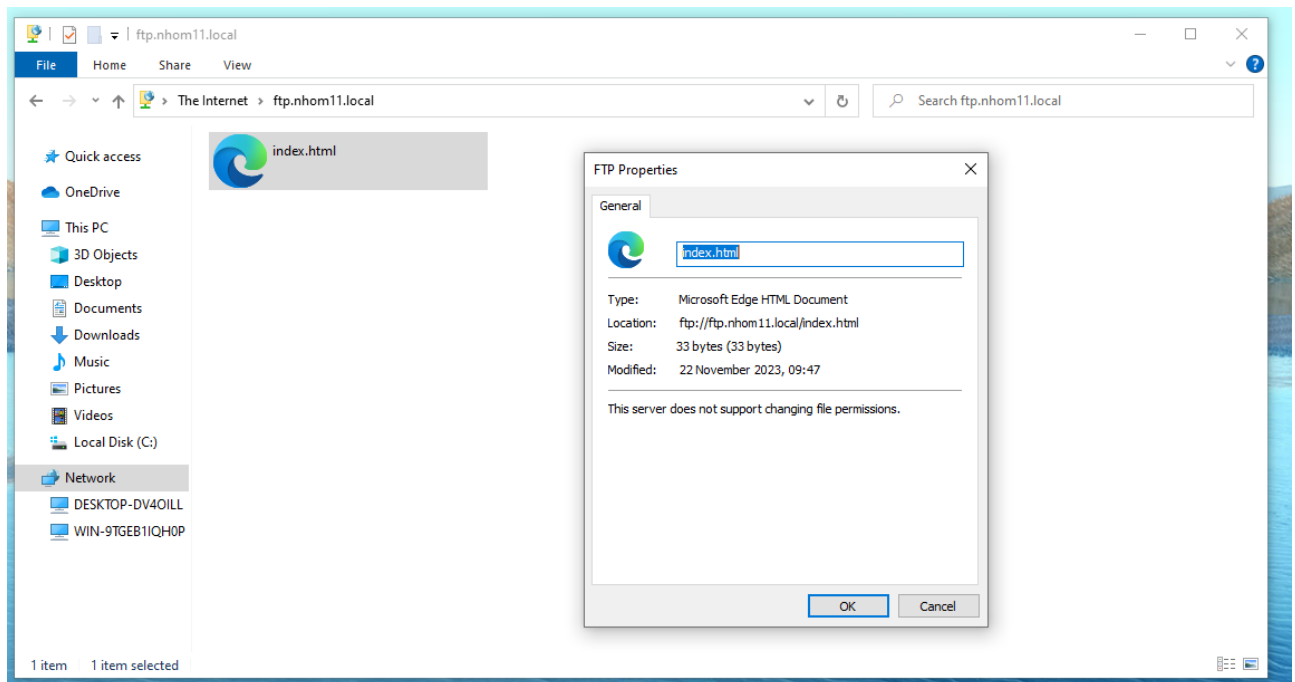 ftp.nhom11.local
File Home Share View
The Internet > ftp.nhom11.local
Search ftp.nhom11.local
Quick access
OneDrive
This PC
3D Objects
Desktop
Documents
Downloads
Music
Pictures
Videos
Local Disk (C:)
Network
DESKTOP-DV4OILL
WIN-9TGEB1IQH0P
index.html
FTP Properties
General
index.html
Type: Microsoft Edge HTML Document
Location: ftp://ftp.nhom11.local/index.html
Size: 33 bytes (33 bytes)
Modified: 22 November 2023, 09:47
This server does not support changing file permissions.
OK Cancel
1 item 1 item selected